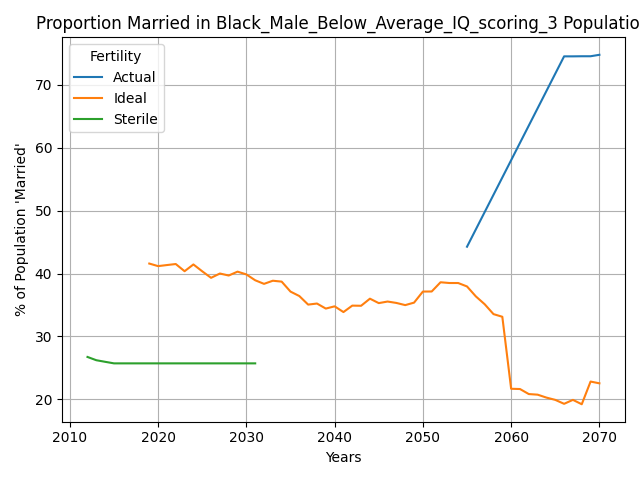 Proportion Married in Black_Male_Below_Average_IQ_scoring_3 Populatio
Fertility
Actual
Ideal
Sterile
% of Population 'Married'
70
60
50
40
30
20
2010 2020 2030 2040 2050 2060 2070
Years